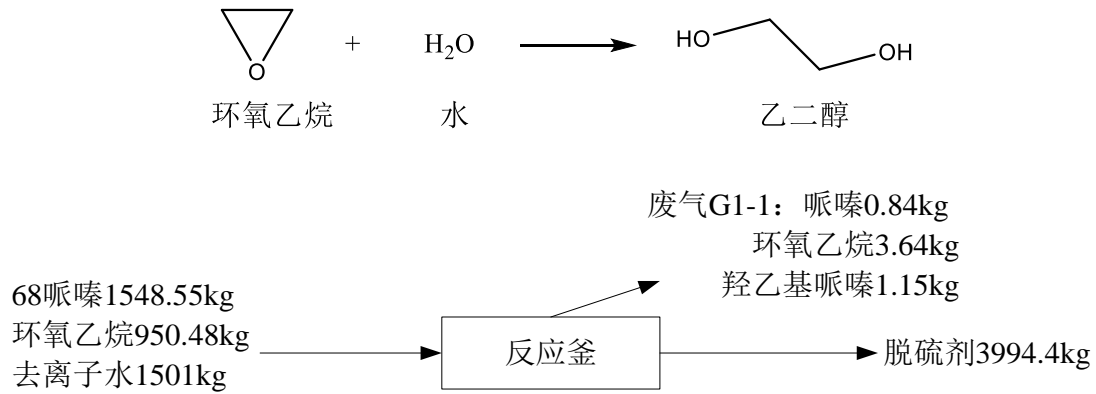 O + H₂O HO OH
环氧乙烷 水 乙二醇
废气G1-1：哌嗪0.84kg
环氧乙烷3.64kg
羟乙基哌嗪1.15kg
68哌嗪1548.55kg
环氧乙烷950.48kg
去离子水1501kg
反应釜
脱硫剂3994.4kg